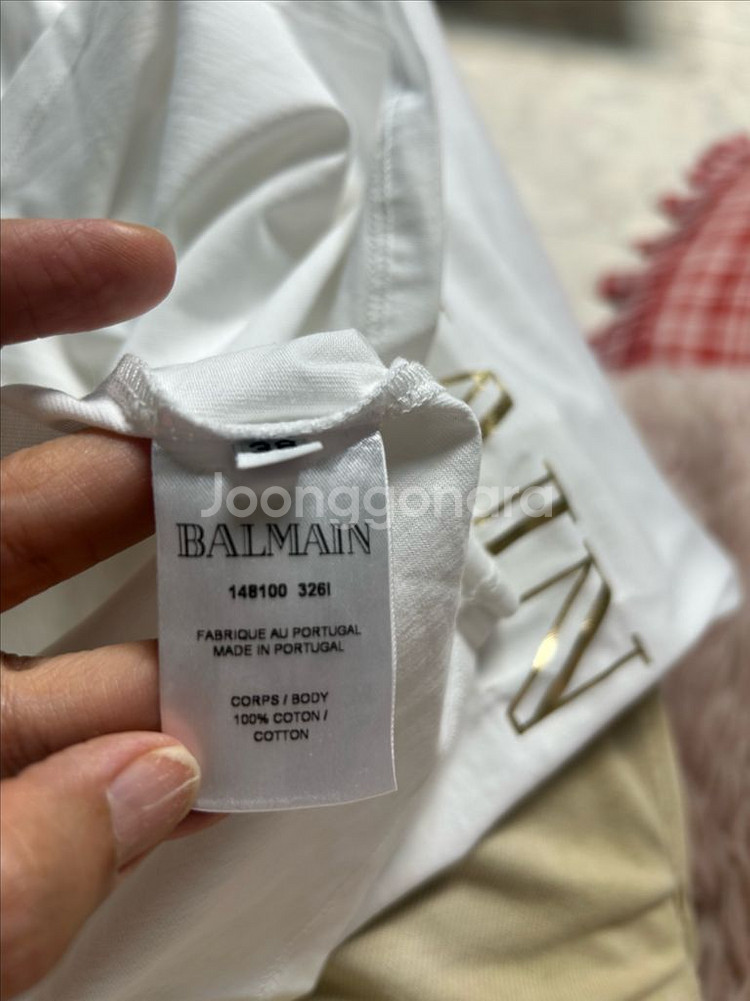 Joonggonara
BALMAIN
148100 326I
FABRIQUE AU PORTUGAL
MADE IN PORTUGAL
CORPS / BODY
100% COTON /
COTTON